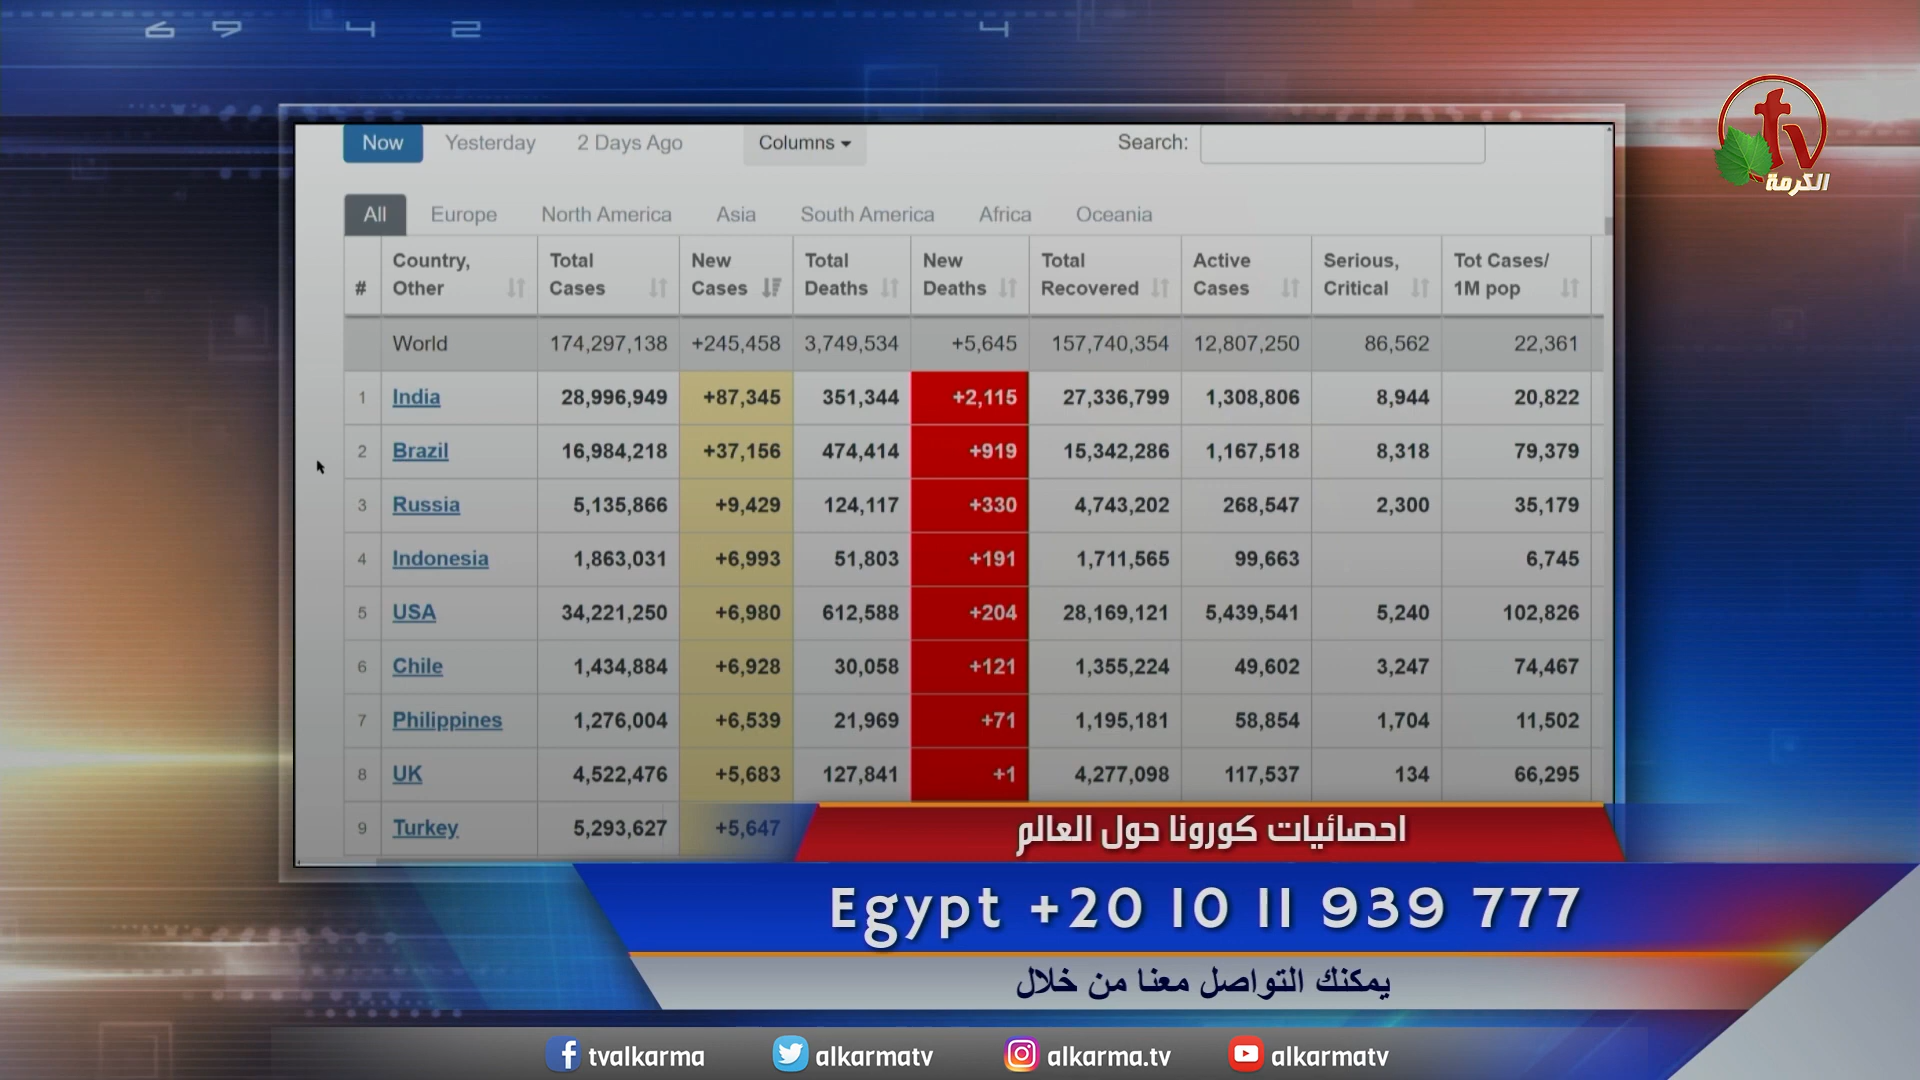 6 9 4 2 4
tv
الكرمة
Now Yesterday 2 Days Ago Columns Search:
All Europe North America Asia South America Africa Oceania
# Country, Other Total Cases New Cases Total Deaths New Deaths Total Recovered Active Cases Serious, Critical Tot Cases/ 1M pop
World 174,297,138 +245,458 3,749,534 +5,645 157,740,354 12,807,250 86,562 22,361
1 India 28,996,949 +87,345 351,344 +2,115 27,336,799 1,308,806 8,944 20,822
2 Brazil 16,984,218 +37,156 474,414 +919 15,342,286 1,167,518 8,318 79,379
3 Russia 5,135,866 +9,429 124,117 +330 4,743,202 268,547 2,300 35,179
4 Indonesia 1,863,031 +6,993 51,803 +191 1,711,565 99,663 6,745
5 USA 34,221,250 +6,980 612,588 +204 28,169,121 5,439,541 5,240 102,826
6 Chile 1,434,884 +6,928 30,058 +121 1,355,224 49,602 3,247 74,467
7 Philippines 1,276,004 +6,539 21,969 +71 1,195,181 58,854 1,704 11,502
8 UK 4,522,476 +5,683 127,841 +1 4,277,098 117,537 134 66,295
9 Turkey 5,293,627 +5,647
احصائيات كورونا حول العالم
Egypt +20 10 11 939 777
يمكنك التواصل معنا من خلال
tvalkarma alkarmatv alkarma.tv alkarmatv